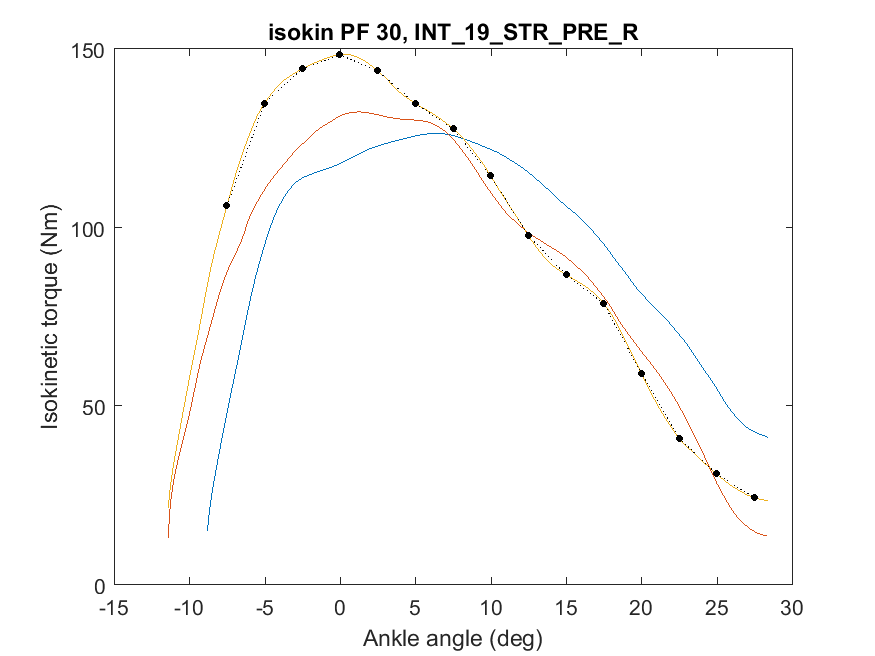 isokin PF 30, INT_19_STR_PRE_R
150
100
50
0
Isokinetic torque (Nm)
-15 -10 -5 0 5 10 15 20 25 30
Ankle angle (deg)